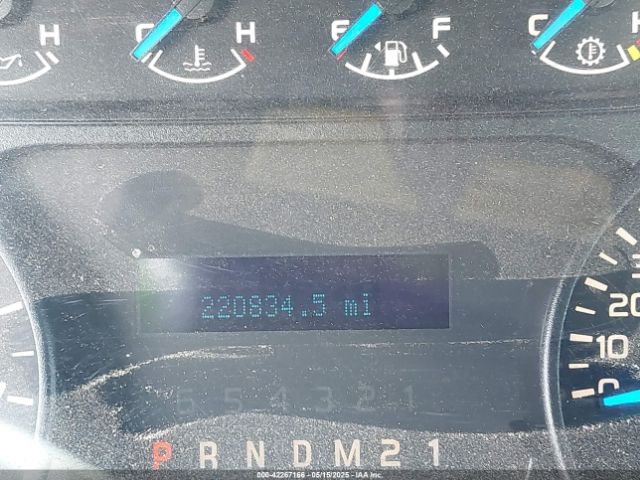 H C H E F C
220834.5 mi
20
10
0
6 5 4 3 2 1
P R N D M 2 1
000-42267166 - 05/15/2025 - IAA Inc.